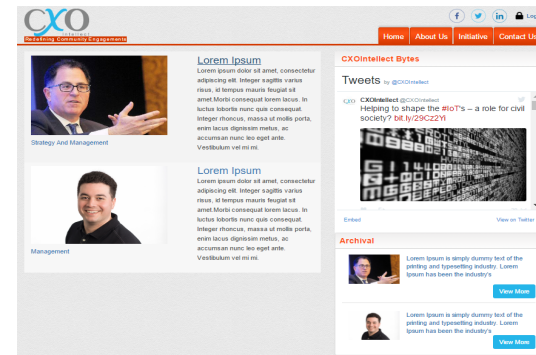 CXO
intellect
Redefining Community Engagements
Log
Home
About Us
Initiative
Contact Us
Lorem Ipsum
Lorem ipsum dolor sit amet, consectetur
adipiscing elit. Integer sagittis varius
risus, id tempus mauris feugiat sit
amet.Morbi consequat lorem lacus. In
luctus lobortis nunc quis consequat.
Integer rhoncus, massa ut mollis porta,
enim lacus dignissim metus, ac
accumsan nunc leo eget ante.
Vestibulum vel mi mi.
Strategy And Management
Lorem Ipsum
Lorem ipsum dolor sit amet, consectetur
adipiscing elit. Integer sagittis varius
risus, id tempus mauris feugiat sit
amet.Morbi consequat lorem lacus. In
luctus lobortis nunc quis consequat.
Integer rhoncus, massa ut mollis porta,
enim lacus dignissim metus, ac
accumsan nunc leo eget ante.
Vestibulum vel mi mi.
Management
CXOIntellect Bytes
Tweets by @CXOIntellect
CXO CXOIntellect @CXOIntellect
Helping to shape the #IoT's – a role for civil
society? bit.ly/29Cz2Yi
Embed
View on Twitter
Archival
Lorem Ipsum is simply dummy text of the
printing and typesetting industry. Lorem
Ipsum has been the industry's
View More
Lorem Ipsum is simply dummy text of the
printing and typesetting industry. Lorem
Ipsum has been the industry's
View More